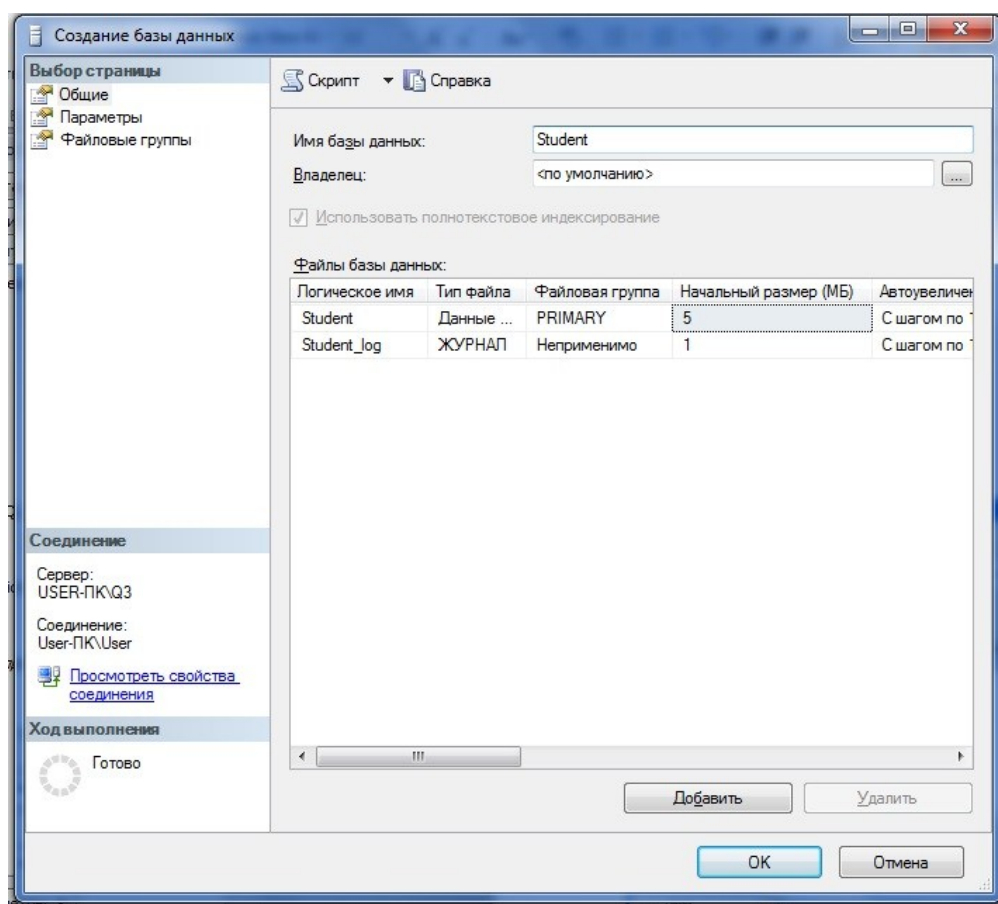 Создание базы данных
Выбор страницы
Общие
Параметры
Файловые группы
Скрипт Справка
Имя базы данных: Student
Владелец: <по умолчанию> ...
Использовать полнотекстовое индексирование
Файлы базы данных:
Логическое имя Тип файла Файловая группа Начальный размер (МБ) Автоувеличен
Student Данные ... PRIMARY 5 С шагом по 1
Student_log ЖУРНАЛ Неприменимо 1 С шагом по 1
Соединение
Сервер:
USER-ПК\Q3
Соединение:
User-ПК\User
Просмотреть свойства
соединения
Ход выполнения
Готово
Добавить Удалить
OK Отмена